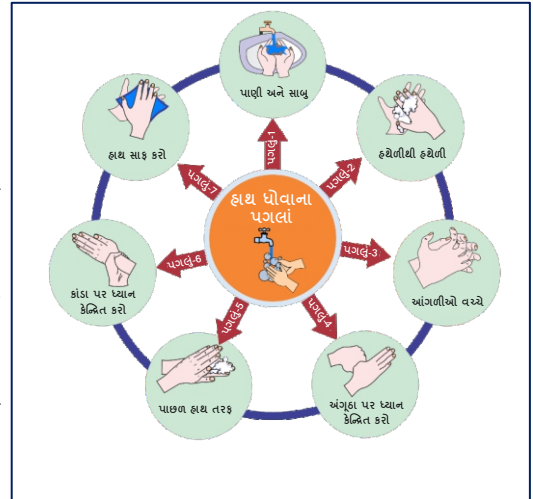 હાથ ધોવાના
પગલાં
પગલું-1
પાણી અને સાબુ
પગલું-2
હથેળીથી હથેળી
પગલું-3
આંગળીઓ વચ્ચે
પગલું-4
અંગૂઠા પર ધ્યાન
કેન્દ્રિત કરો
પગલું-5
પાછળ હાથ તરફ
પગલું-6
કાંડા પર ધ્યાન
કેન્દ્રિત કરો
પગલું-7
હાથ સાફ કરો